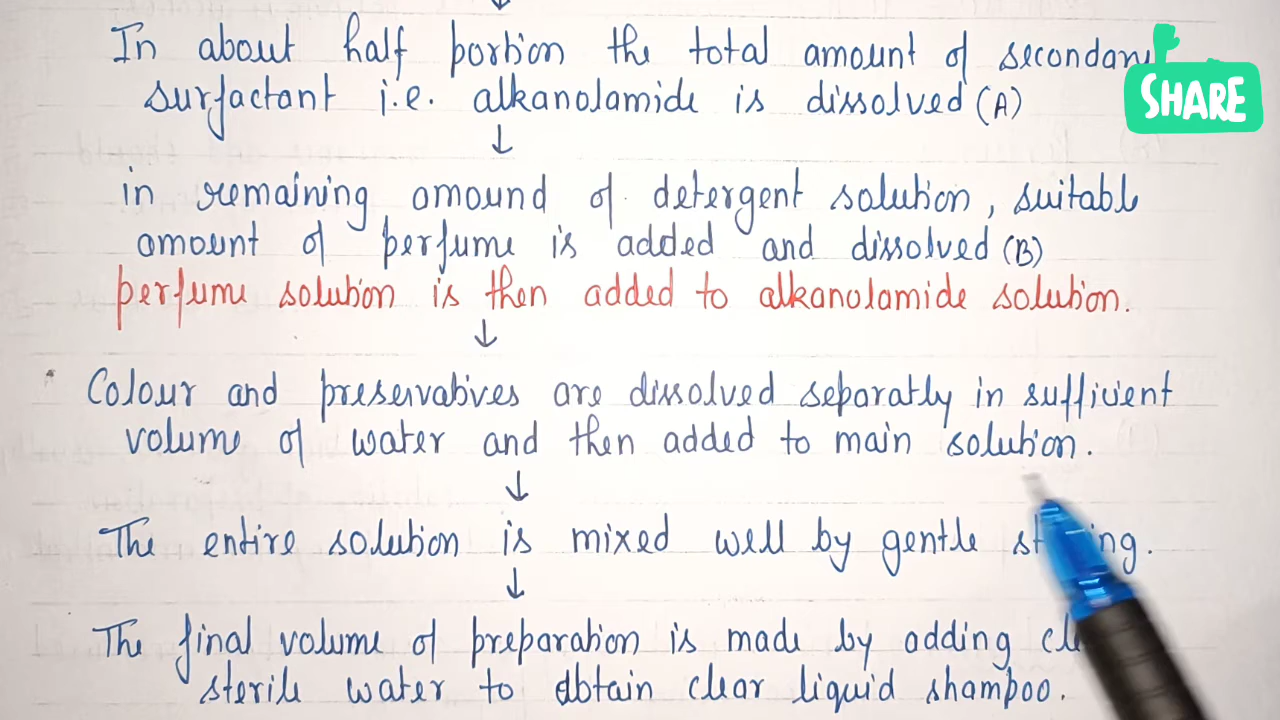 In about half portion the total amount of secondary
SHARE
surfactant i.e. alkanolamide is dissolved (A)
↓
in remaining amound of detergent solution, suitable
amount of perfume is added and dissolved (B)
perfume solution is then added to alkanolamide solution.
↓
Colour and preservatives are dissolved separatly in sufficient
volume of water and then added to main solution.
↓
The entire solution is mixed well by gentle
↓
The final volume of preparation is made by adding
sterile water to obtain clear liquid shampoo.